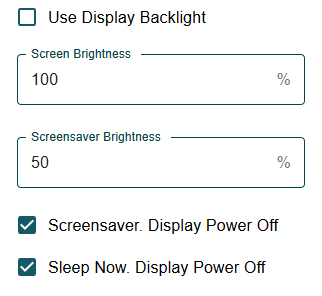 Use Display Backlight
Screen Brightness
100 %
Screensaver Brightness
50 %
Screensaver. Display Power Off
Sleep Now. Display Power Off